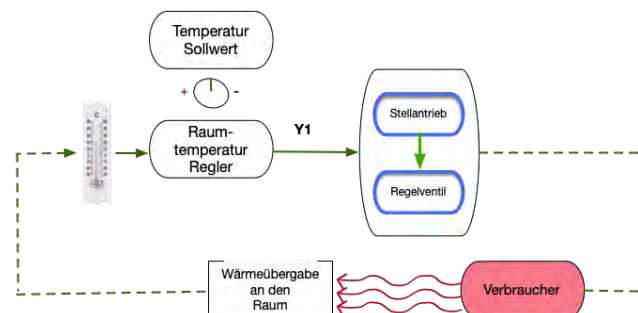 Temperatur
Sollwert
+
-
Raum-
temperatur
Regler
Y1
Stellantrieb
Regelventil
Wärmeübergabe
an den
Raum
Verbraucher